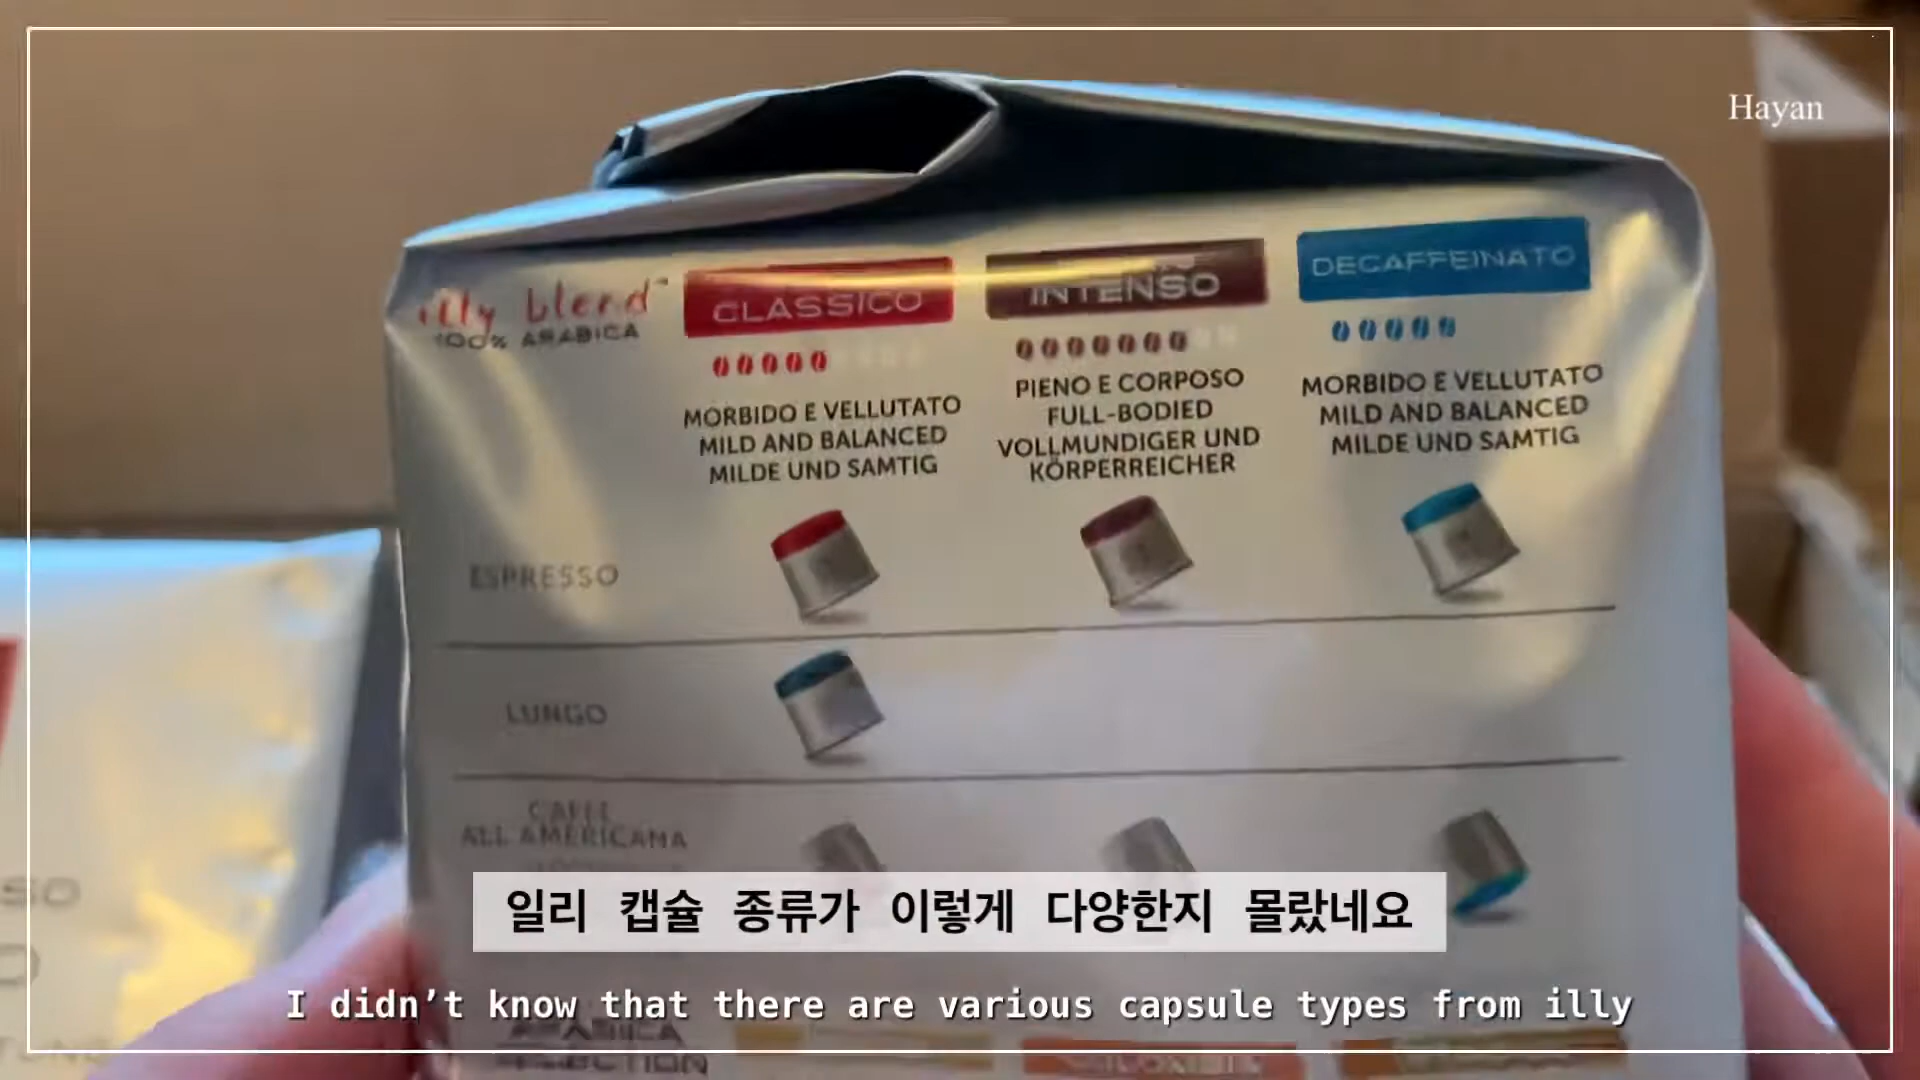 Hayan
illy blend
100% ARABICA
CLASSICO
MORBIDO E VELLUTATO
MILD AND BALANCED
MILDE UND SAMTIG
INTENSO
PIENO E CORPOSO
FULL-BODIED
VOLLMUNDIGER UND
KÖRPERREICHER
DECAFFEINATO
MORBIDO E VELLUTATO
MILD AND BALANCED
MILDE UND SAMTIG
ESPRESSO
LUNGO
CAFFÈ
ALL AMERICANA
일리 캡슐 종류가 이렇게 다양한지 몰랐네요
I didn’t know that there are various capsule types from illy
ARABICA
SELECTION